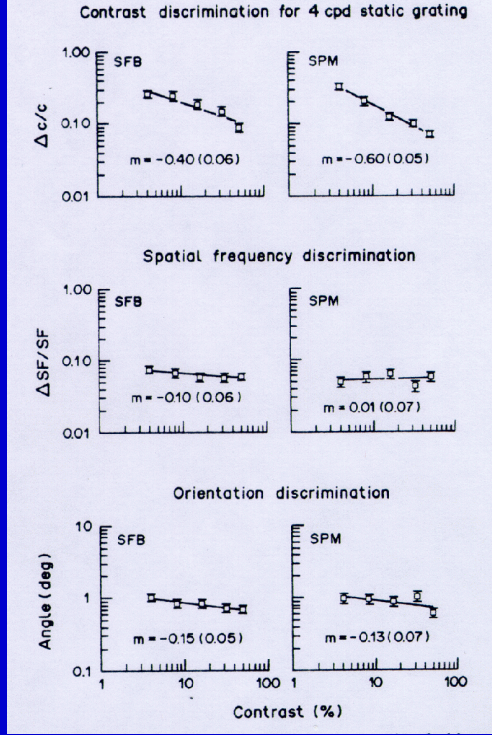 Contrast discrimination for 4 cpd static grating
SFB
SPM
1.00
0.10
0.01
Δc/c
m=-0.40(0.06)
m=-0.60(0.05)
Spatial frequency discrimination
SFB
SPM
1.00
0.10
0.01
ΔSF/SF
m=-0.10(0.06)
m=0.01(0.07)
Orientation discrimination
SFB
SPM
10
1
0.1
Angle (deg)
m=-0.15(0.05)
m=-0.13(0.07)
1 10 100 1 10 100
Contrast (%)